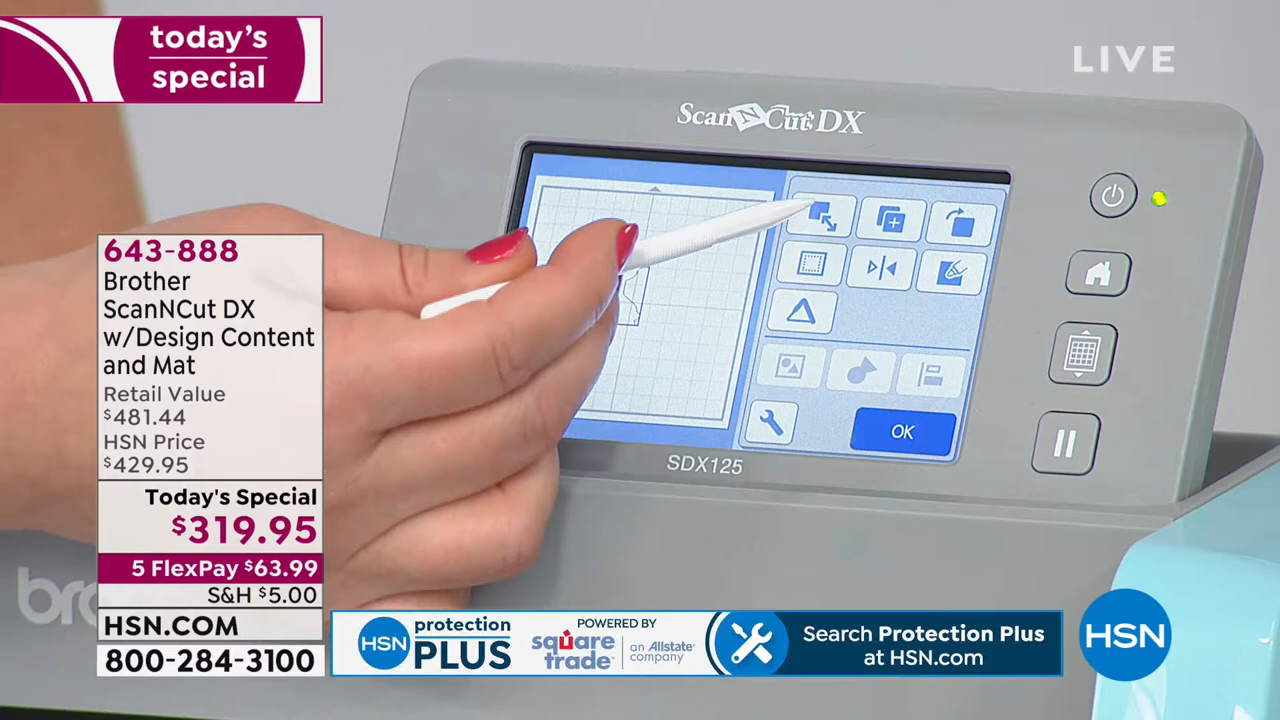 today's
special
LIVE
ScanNCut DX
643-888
Brother
ScanNCut DX
w/Design Content
and Mat
Retail Value
$481.44
HSN Price
$429.95
Today's Special
$319.95
5 FlexPay $63.99
S&H $5.00
HSN.COM
800-284-3100
OK
SDX125
bro
HSN
protection
PLUS
POWERED BY
square
trade
an Allstate
company
Search Protection Plus
at HSN.com
HSN